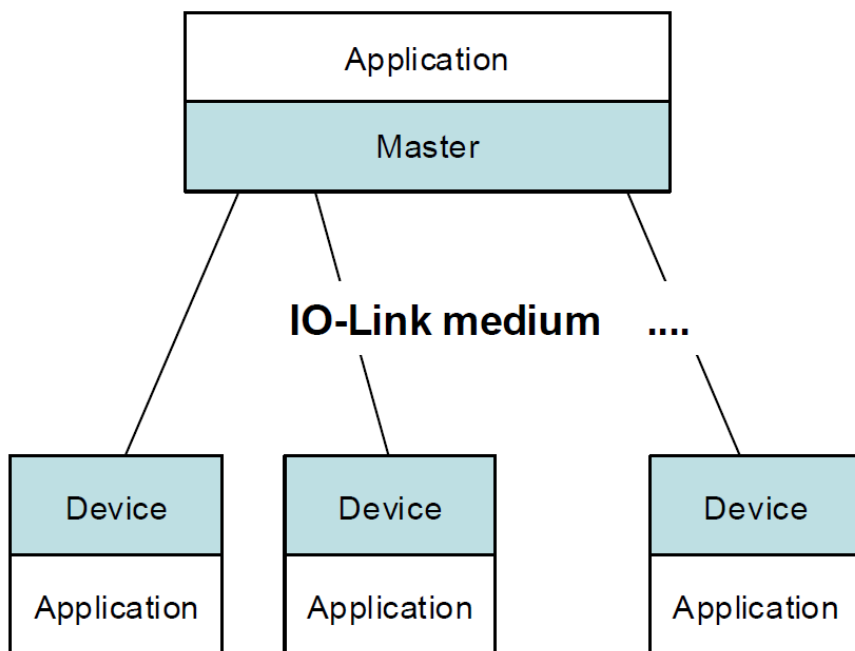 Application
Master
IO-Link medium ....
Device Device Device
Application Application Application